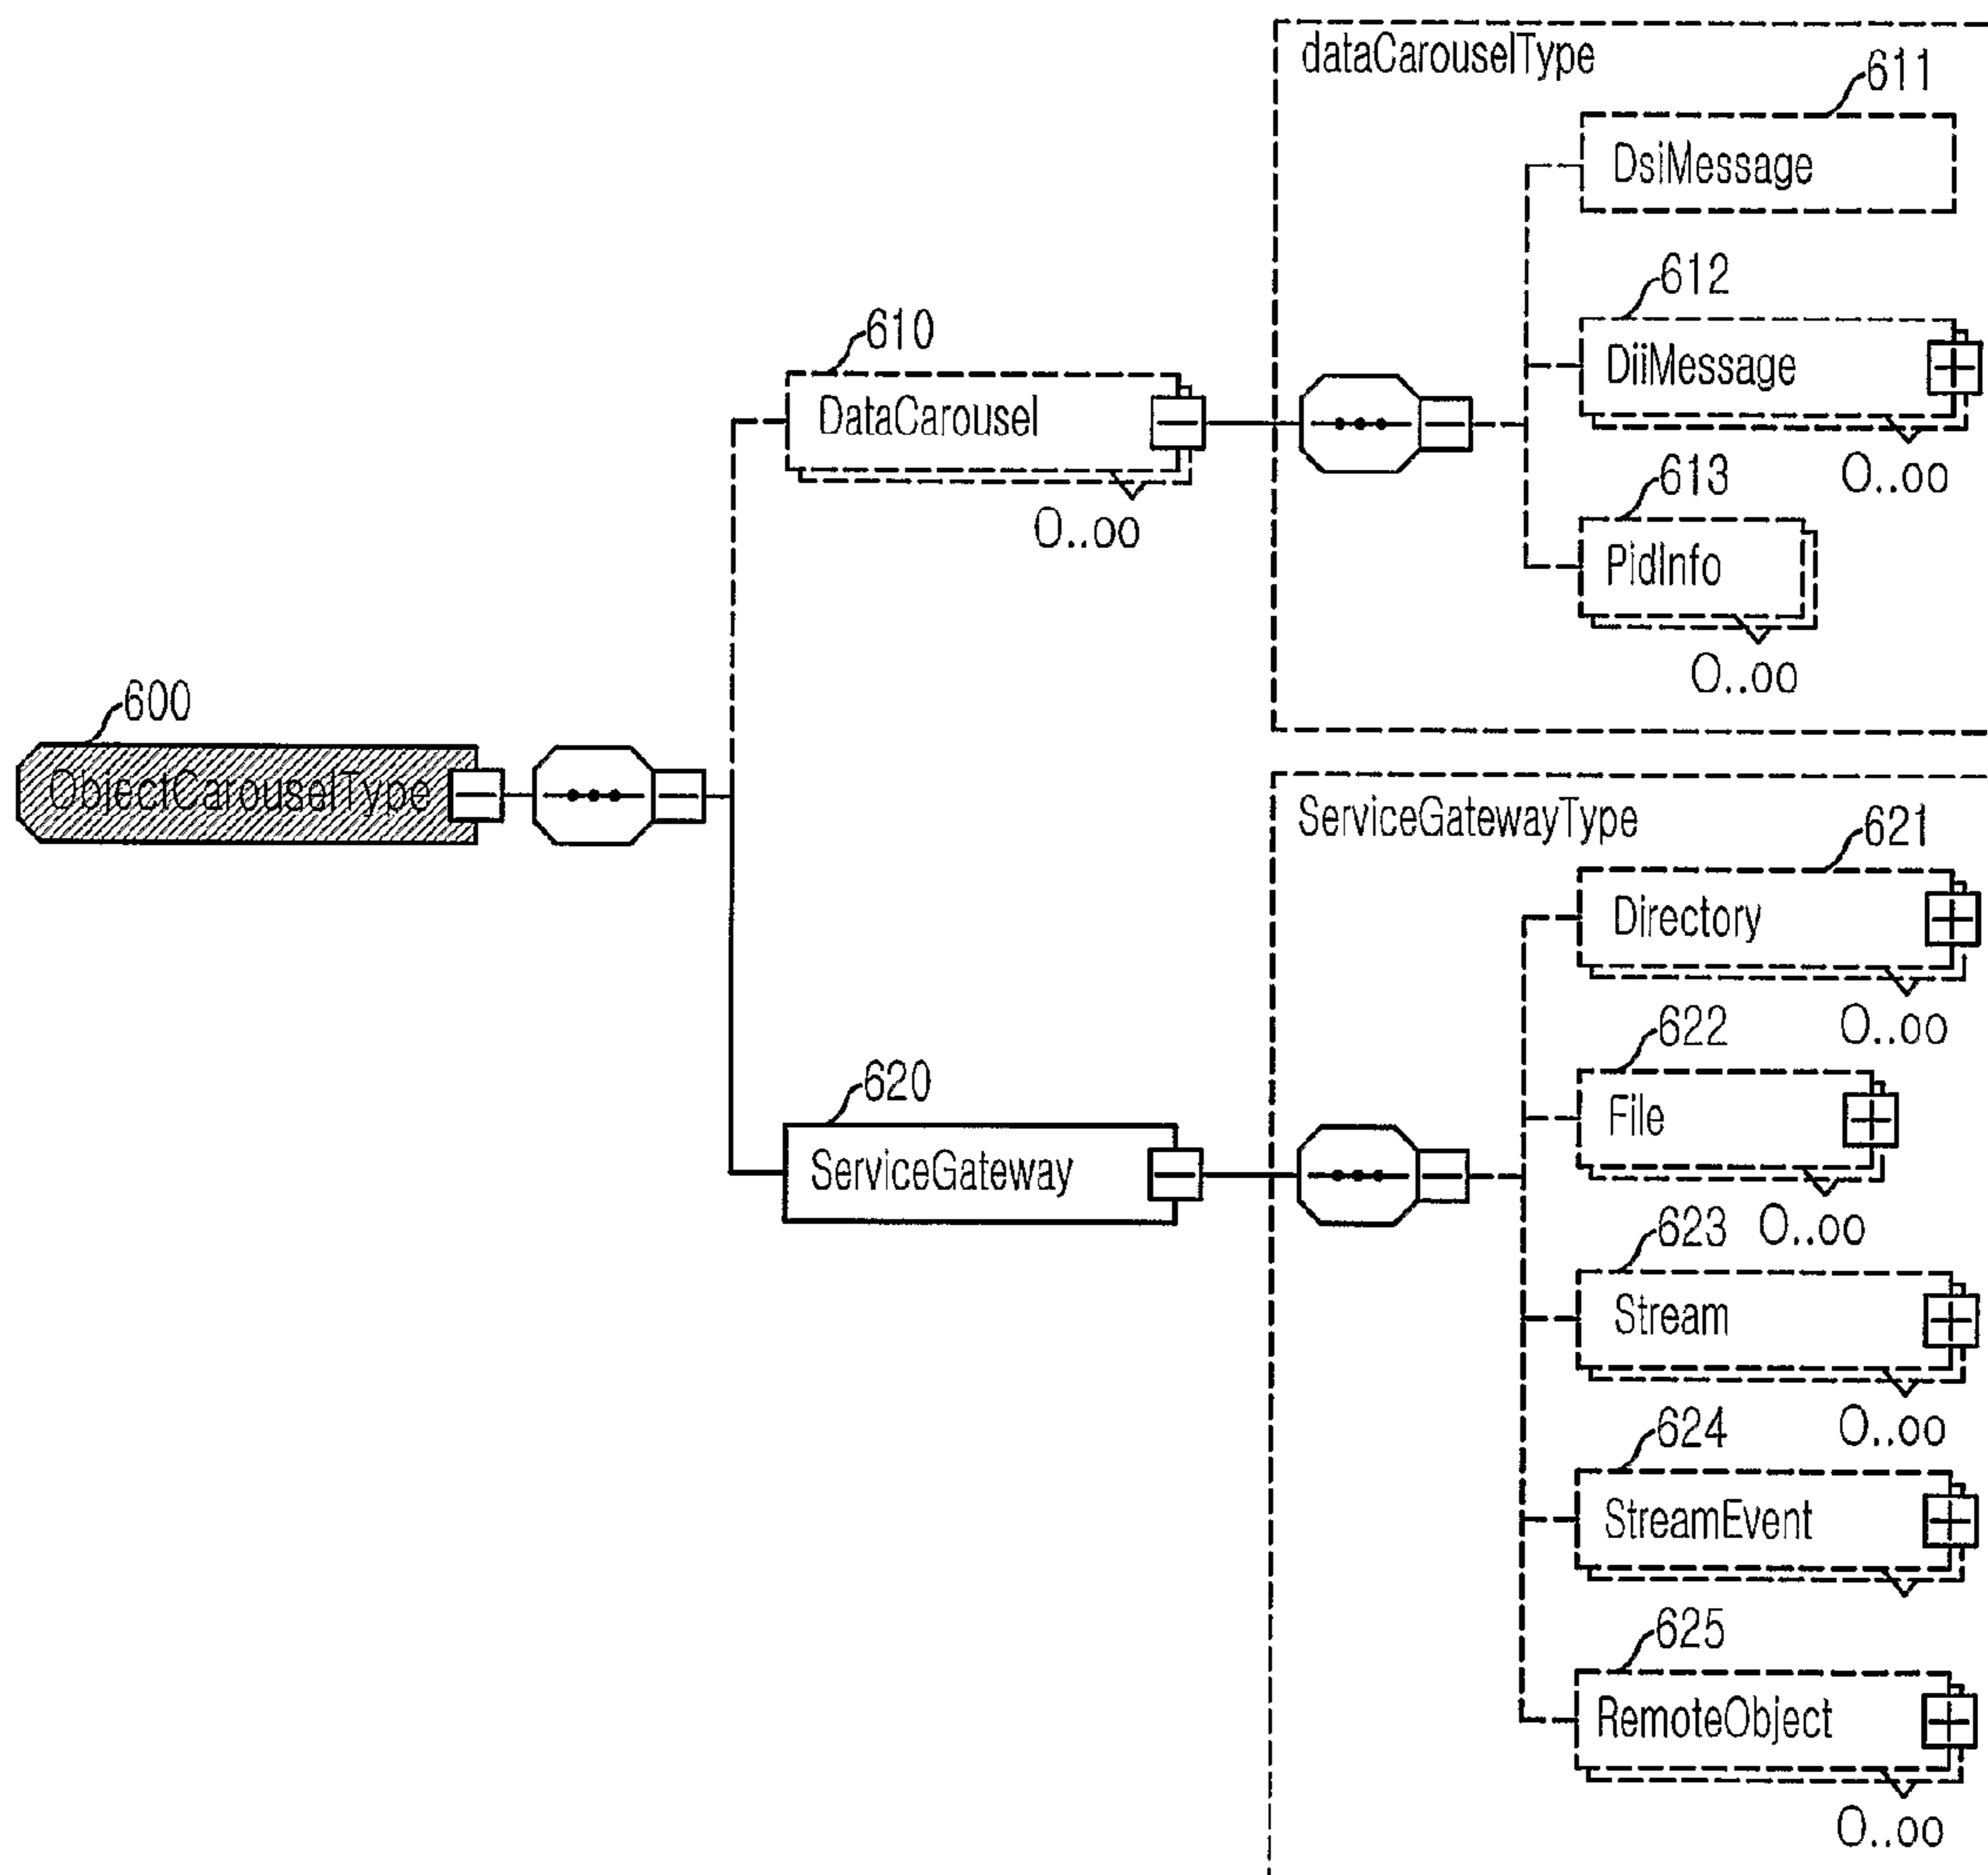 dataCarouselType
611
DsiMessage
612
DiiMessage
0..oo
613
PidInfo
0..oo
610
DataCarousel
0..oo
600
ObjectCarouselType
620
ServiceGateway
ServiceGatewayType
621
Directory
0..oo
622
File
0..oo
623
Stream
0..oo
624
StreamEvent
625
RemoteObject
0..oo